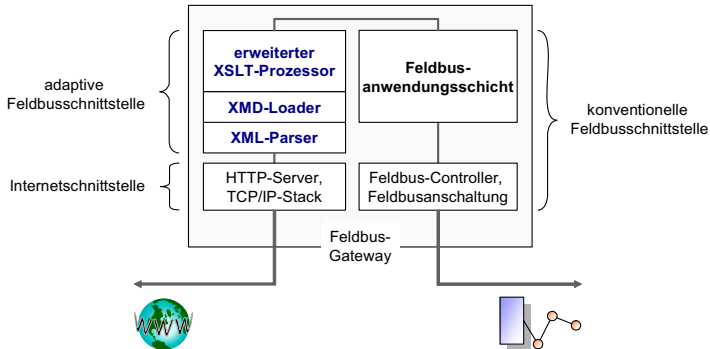 adaptive
Feldbusschnittstelle
erweiterter
XSLT-Prozessor
XMD-Loader
XML-Parser
Feldbus-
anwendungsschicht
konventionelle
Feldbusschnittstelle
Internetschnittstelle
HTTP-Server,
TCP/IP-Stack
Feldbus-Controller,
Feldbusanschaltung
Feldbus-
Gateway
WWW